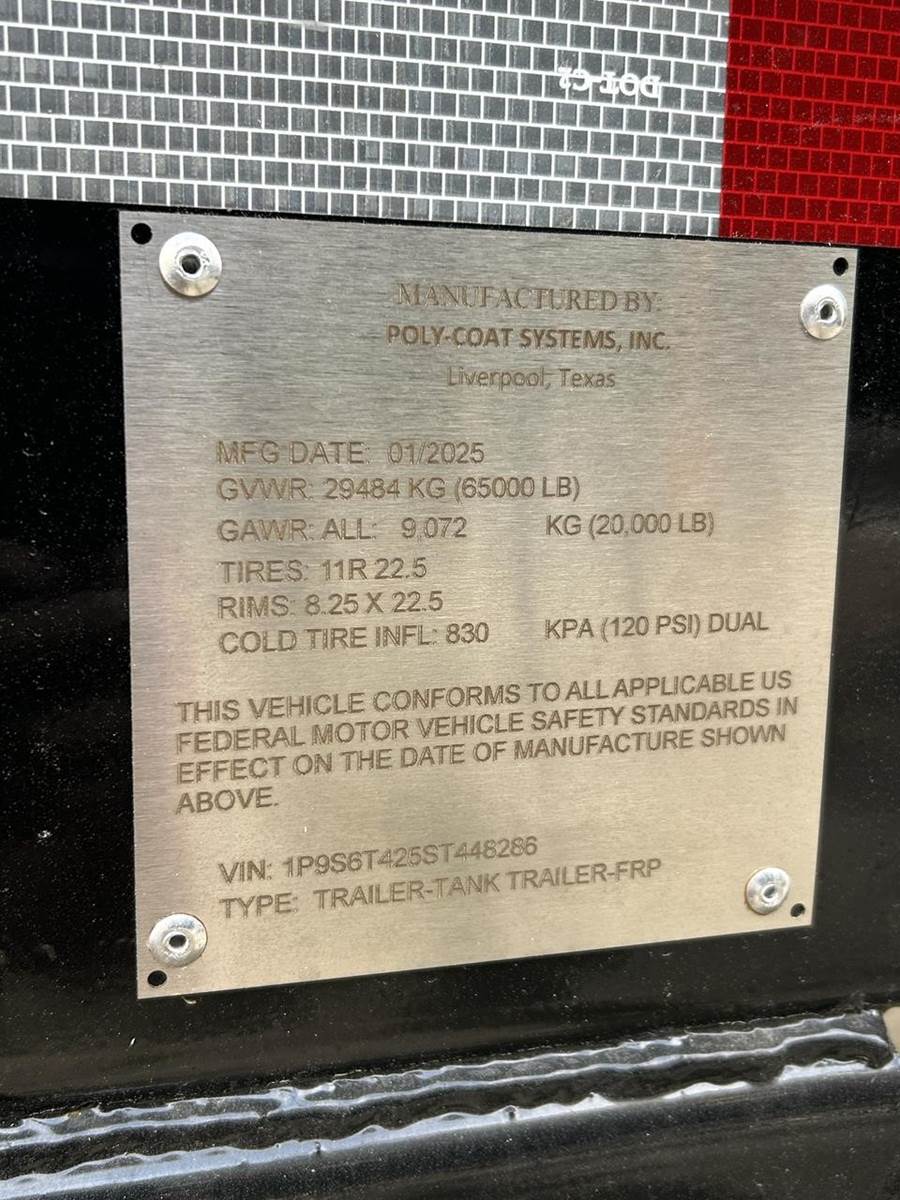 DOT-C2
MANUFACTURED BY:
POLY-COAT SYSTEMS, INC.
Liverpool, Texas
MFG DATE: 01/2025
GVWR: 29484 KG (65000 LB)
GAWR: ALL: 9,072 KG (20,000 LB)
TIRES: 11R 22.5
RIMS: 8.25 X 22.5
COLD TIRE INFL: 830 KPA (120 PSI) DUAL
THIS VEHICLE CONFORMS TO ALL APPLICABLE US
FEDERAL MOTOR VEHICLE SAFETY STANDARDS IN
EFFECT ON THE DATE OF MANUFACTURE SHOWN
ABOVE.
VIN: 1P9S6T425ST448286
TYPE: TRAILER-TANK TRAILER-FRP